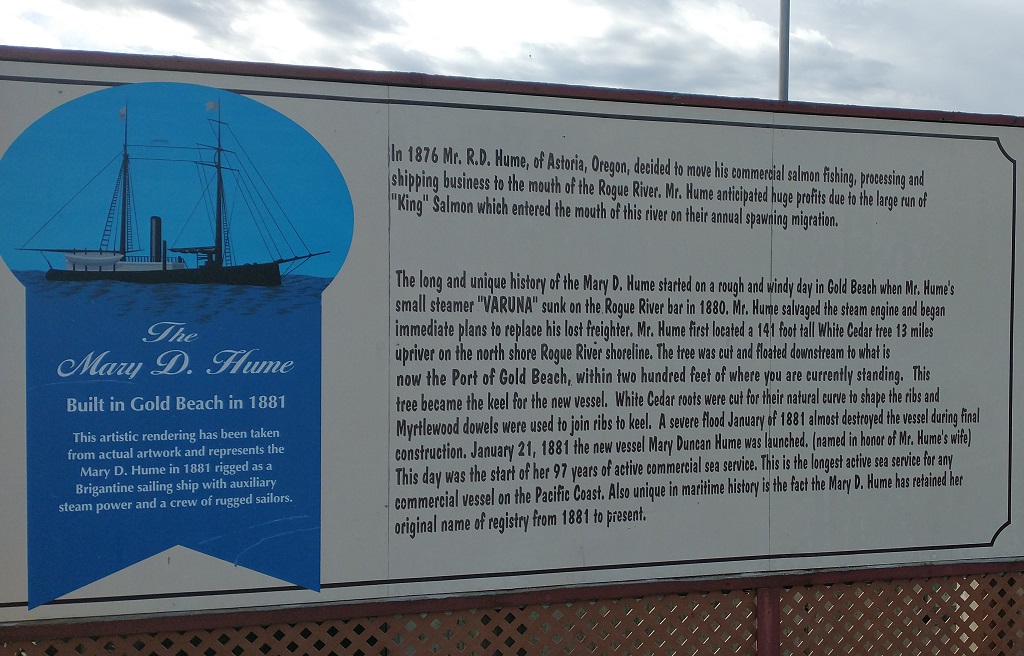 The
Mary D. Hume
Built in Gold Beach in 1881
This artistic rendering has been taken
from actual artwork and represents the
Mary D. Hume in 1881 rigged as a
Brigantine sailing ship with auxiliary
steam power and a crew of rugged sailors.
In 1876 Mr. R.D. Hume, of Astoria, Oregon, decided to move his commercial salmon fishing, processing and
shipping business to the mouth of the Rogue River. Mr. Hume anticipated huge profits due to the large run of
"King" Salmon which entered the mouth of this river on their annual spawning migration.
The long and unique history of the Mary D. Hume started on a rough and windy day in Gold Beach when Mr. Hume's
small steamer "VARUNA" sunk on the Rogue River bar in 1880. Mr. Hume salvaged the steam engine and began
immediate plans to replace his lost freighter. Mr. Hume first located a 141 foot tall White Cedar tree 13 miles
upriver on the north shore Rogue River shoreline. The tree was cut and floated downstream to what is
now the Port of Gold Beach, within two hundred feet of where you are currently standing. This
tree became the keel for the new vessel. White Cedar roots were cut for their natural curve to shape the ribs and
Myrtlewood dowels were used to join ribs to keel. A severe flood January of 1881 almost destroyed the vessel during final
construction. January 21, 1881 the new vessel Mary Duncan Hume was launched. (named in honor of Mr. Hume's wife)
This day was the start of her 97 years of active commercial sea service. This is the longest active sea service for any
commercial vessel on the Pacific Coast. Also unique in maritime history is the fact the Mary D. Hume has retained her
original name of registry from 1881 to present.